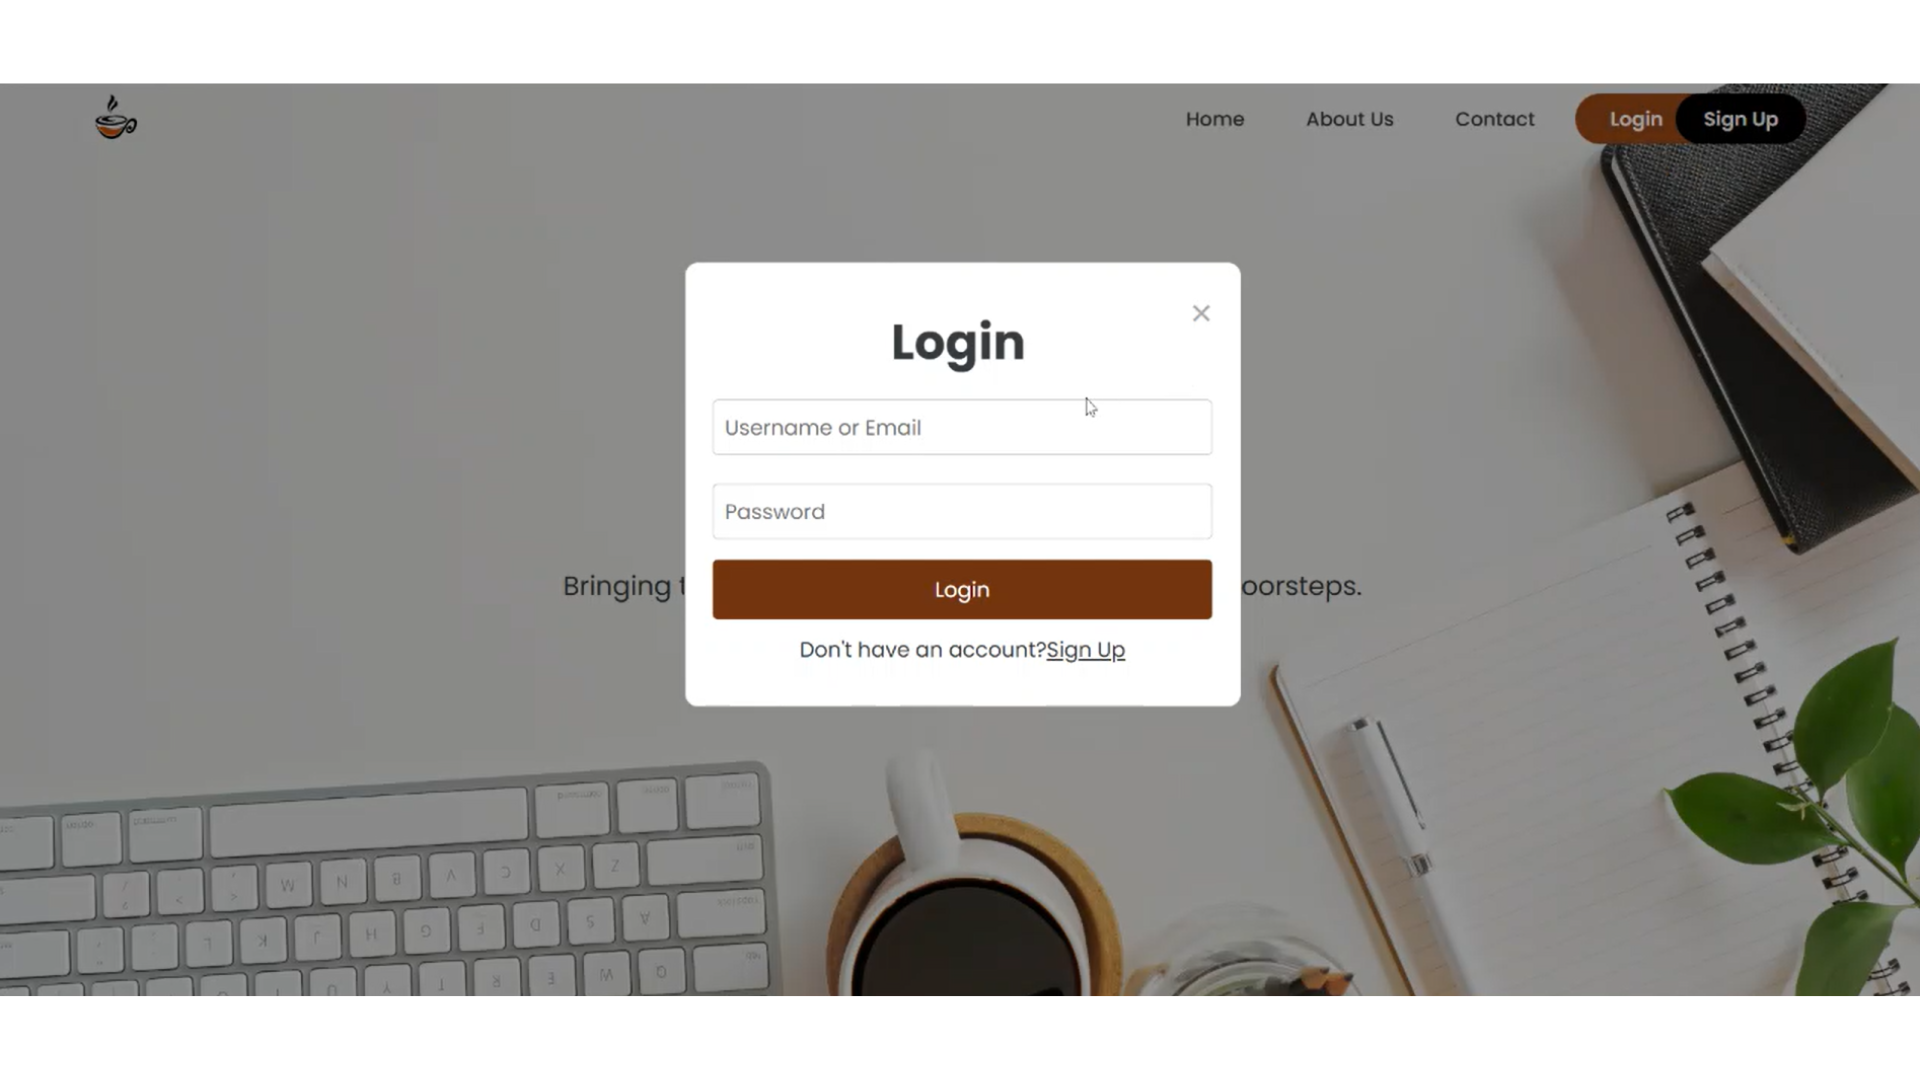 Home About Us Contact Login Sign Up
Login
×
Username or Email
Password
Bringing
oorsteps.
Login
Don't have an account?Sign Up
Z X C V B N M
A S D F G H J K L
Q W E